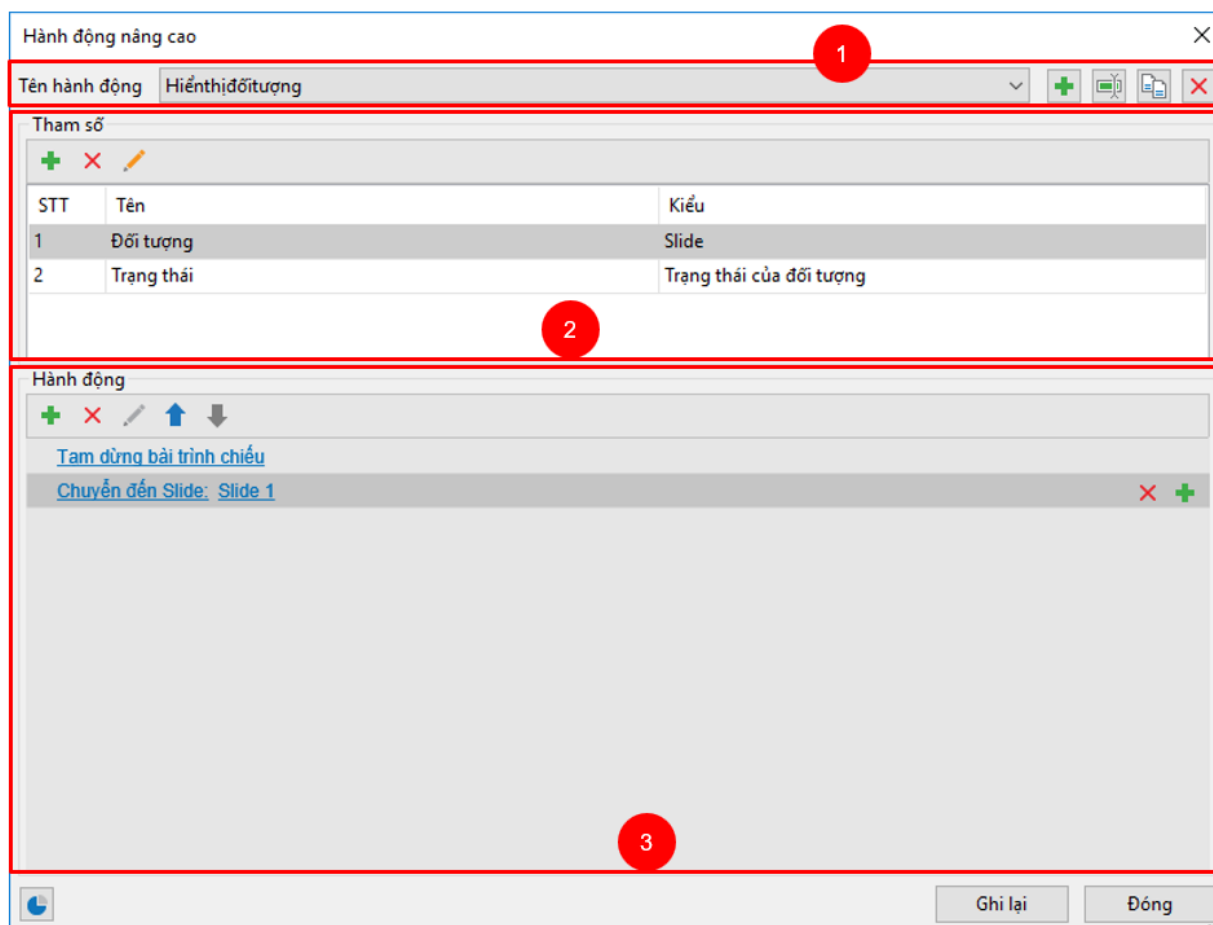 Hành động nâng cao
1
Tên hành động Hiểnthịđốitượng
Tham số
STT Tên Kiểu
1 Đối tượng Slide
2 Trạng thái Trạng thái của đối tượng
2
Hành động
Tam dừng bài trình chiếu
Chuyển đến Slide: Slide 1
3
Ghi lại Đóng